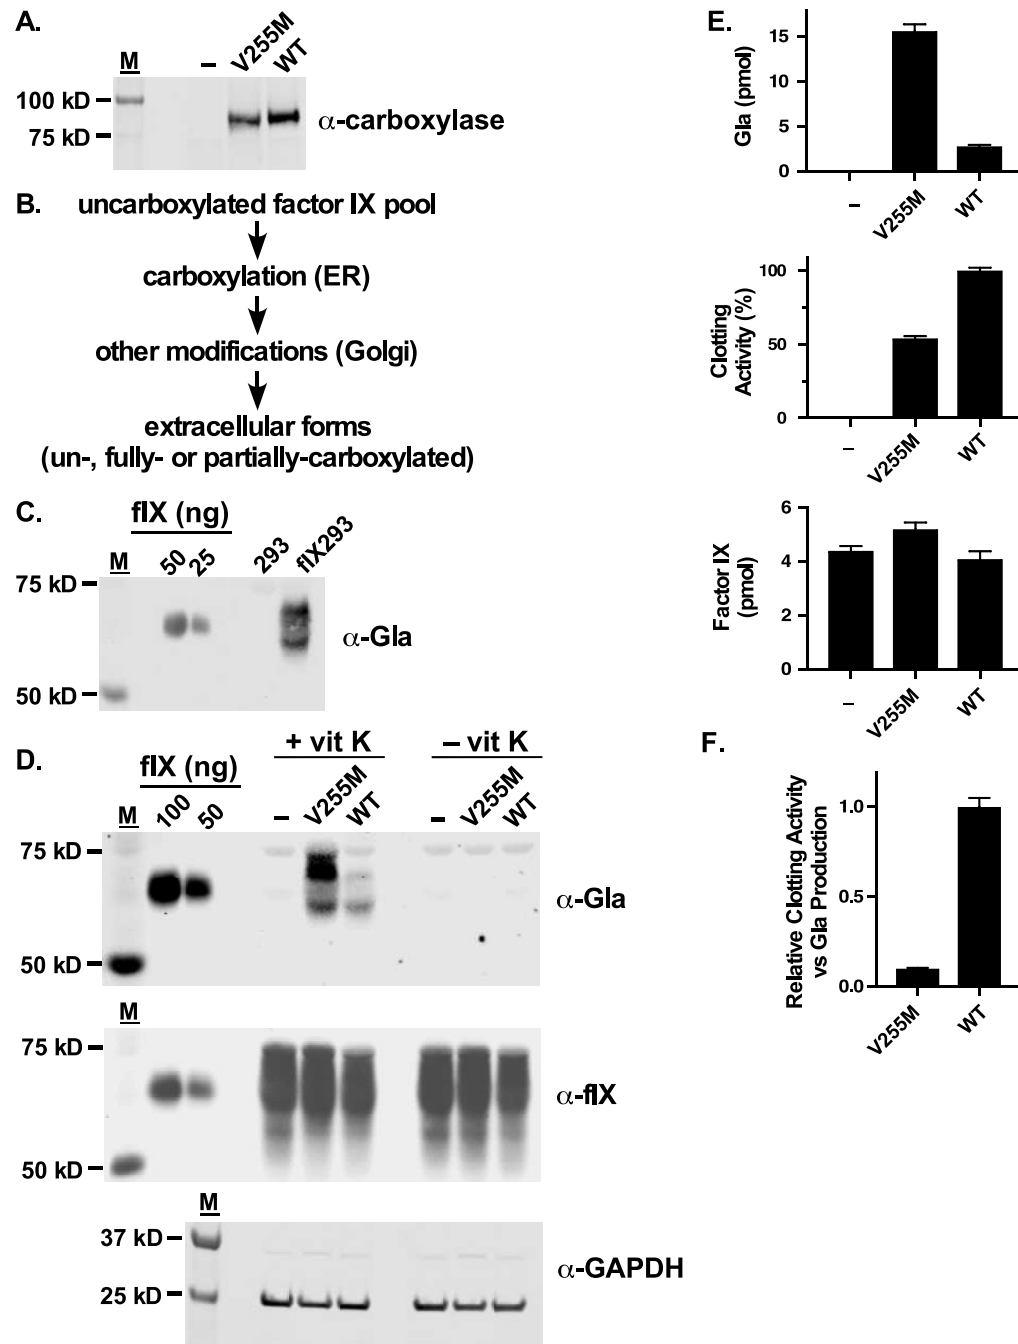 A.
M – V255M WT
100 kD
75 kD
α-carboxylase
B. uncarboxylated factor IX pool
carboxylation (ER)
other modifications (Golgi)
extracellular forms
(un-, fully- or partially-carboxylated)
C. fIX (ng)
M 50 25 293 fIX293
75 kD
50 kD
α-Gla
D. + vit K – vit K
fIX (ng)
M 100 50 – V255M WT – V255M WT
75 kD
50 kD
α-Gla
M
75 kD
50 kD
α-fIX
M
37 kD
25 kD
α-GAPDH
E.
Gla (pmol)
15
10
5
0
– V255M WT
Clotting
Activity (%)
100
50
0
– V255M WT
Factor IX
(pmol)
6
4
2
0
– V255M WT
F.
Relative Clotting Activity
vs Gla Production
1.0
0.5
0.0
V255M WT